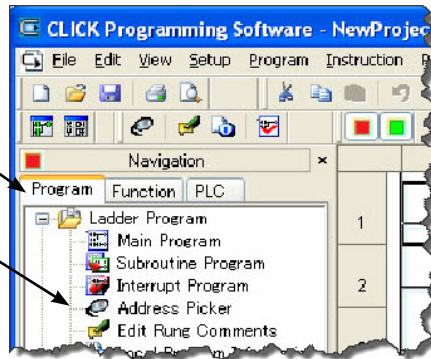 CLICK Programming Software - NewProjec
File Edit View Setup Program Instruction
Navigation ×
Program Function PLC
Ladder Program
Main Program
Subroutine Program
Interrupt Program
Address Picker
Edit Rung Comments
1
2